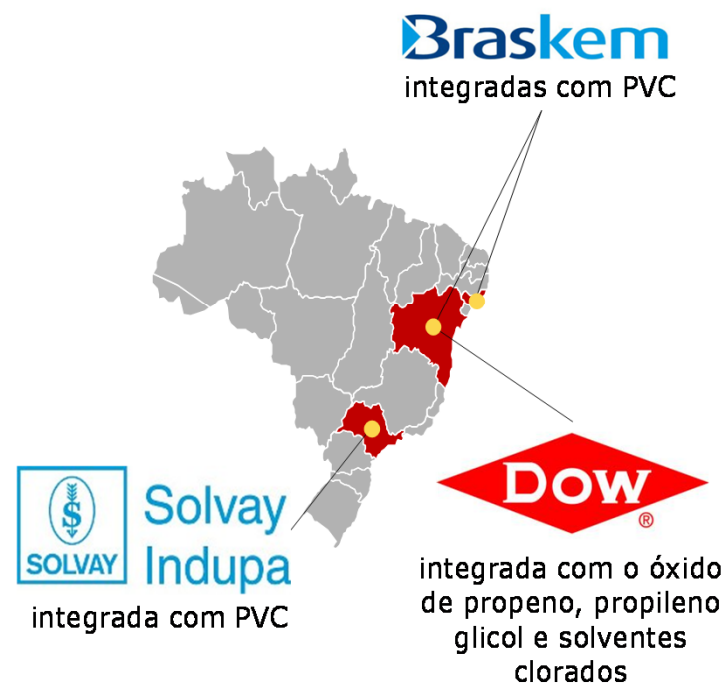 Braskem
integradas com PVC
SOLVAY
Solvay
Indupa
integrada com PVC
DOW
®
integrada com o óxido
de propeno, propileno
glicol e solventes
clorados